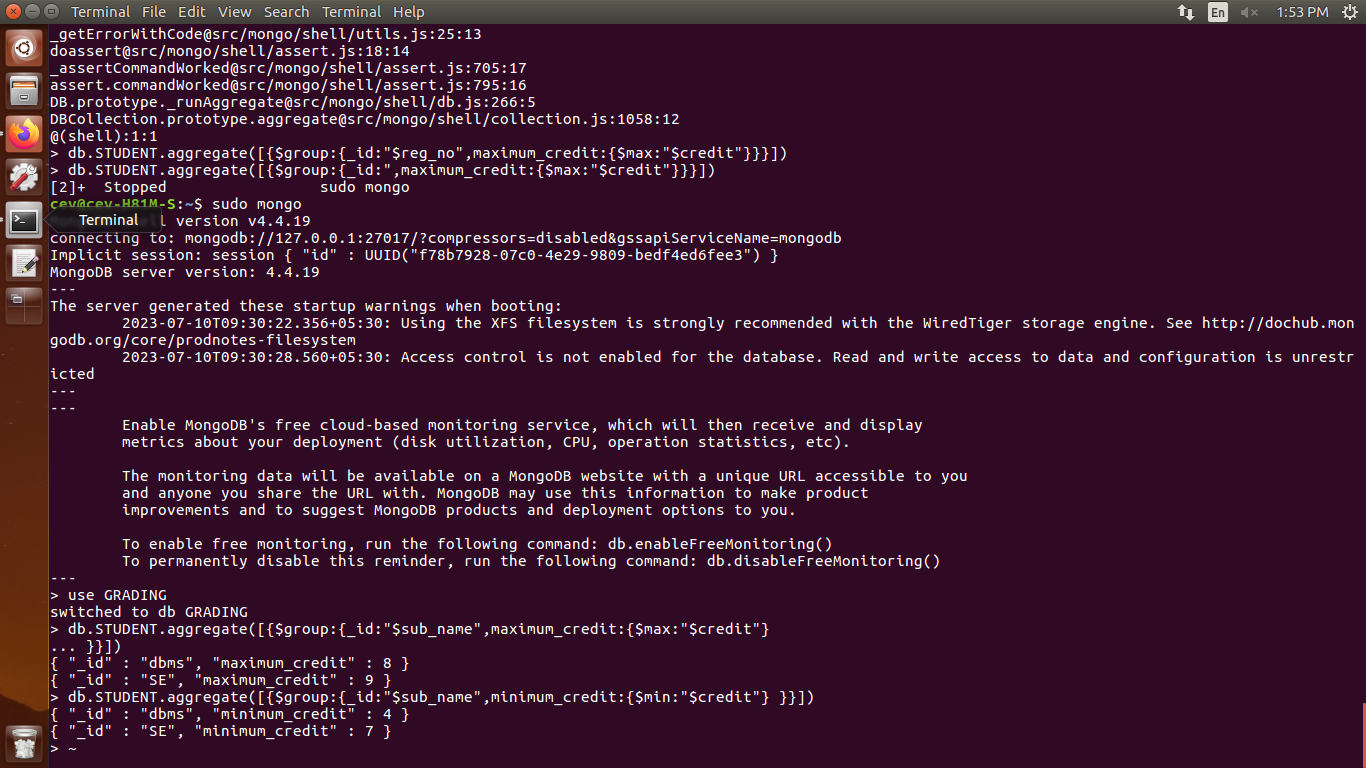 Terminal File Edit View Search Terminal Help En 1:53 PM
_getErrorWithCode@src/mongo/shell/utils.js:25:13
doassert@src/mongo/shell/assert.js:18:14
_assertCommandWorked@src/mongo/shell/assert.js:705:17
assert.commandWorked@src/mongo/shell/assert.js:795:16
DB.prototype._runAggregate@src/mongo/shell/db.js:266:5
DBCollection.prototype.aggregate@src/mongo/shell/collection.js:1058:12
@(shell):1:1
> db.STUDENT.aggregate([{$group:{_id:"$reg_no",maximum_credit:{$max:"$credit"}}}])
> db.STUDENT.aggregate([{$group:{_id:",maximum_credit:{$max:"$credit"}}}])
[2]+  Stopped                 sudo mongo
cev@cev-H81M-S:~$ sudo mongo
Terminal
version v4.4.19
connecting to: mongodb://127.0.0.1:27017/?compressors=disabled&gssapiServiceName=mongodb
Implicit session: session { "id" : UUID("f78b7928-07c0-4e29-9809-bedf4ed6fee3") }
MongoDB server version: 4.4.19
---
The server generated these startup warnings when booting:
        2023-07-10T09:30:22.356+05:30: Using the XFS filesystem is strongly recommended with the WiredTiger storage engine. See http://dochub.mon
godb.org/core/prodnotes-filesystem
        2023-07-10T09:30:28.560+05:30: Access control is not enabled for the database. Read and write access to data and configuration is unrestr
icted
---
---
        Enable MongoDB's free cloud-based monitoring service, which will then receive and display
        metrics about your deployment (disk utilization, CPU, operation statistics, etc).
        The monitoring data will be available on a MongoDB website with a unique URL accessible to you
        and anyone you share the URL with. MongoDB may use this information to make product
        improvements and to suggest MongoDB products and deployment options to you.
        To enable free monitoring, run the following command: db.enableFreeMonitoring()
        To permanently disable this reminder, run the following command: db.disableFreeMonitoring()
---
> use GRADING
switched to db GRADING
> db.STUDENT.aggregate([{$group:{_id:"$sub_name",maximum_credit:{$max:"$credit"}
... }}])
{ "_id" : "dbms", "maximum_credit" : 8 }
{ "_id" : "SE", "maximum_credit" : 9 }
> db.STUDENT.aggregate([{$group:{_id:"$sub_name",minimum_credit:{$min:"$credit"} }}])
{ "_id" : "dbms", "minimum_credit" : 4 }
{ "_id" : "SE", "minimum_credit" : 7 }
> ~